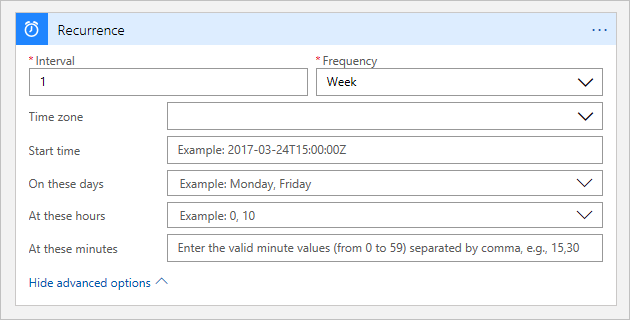 Recurrence
* Interval * Frequency
1 Week
Time zone
Start time Example: 2017-03-24T15:00:00Z
On these days Example: Monday, Friday
At these hours Example: 0, 10
At these minutes Enter the valid minute values (from 0 to 59) separated by comma, e.g., 15,30
Hide advanced options